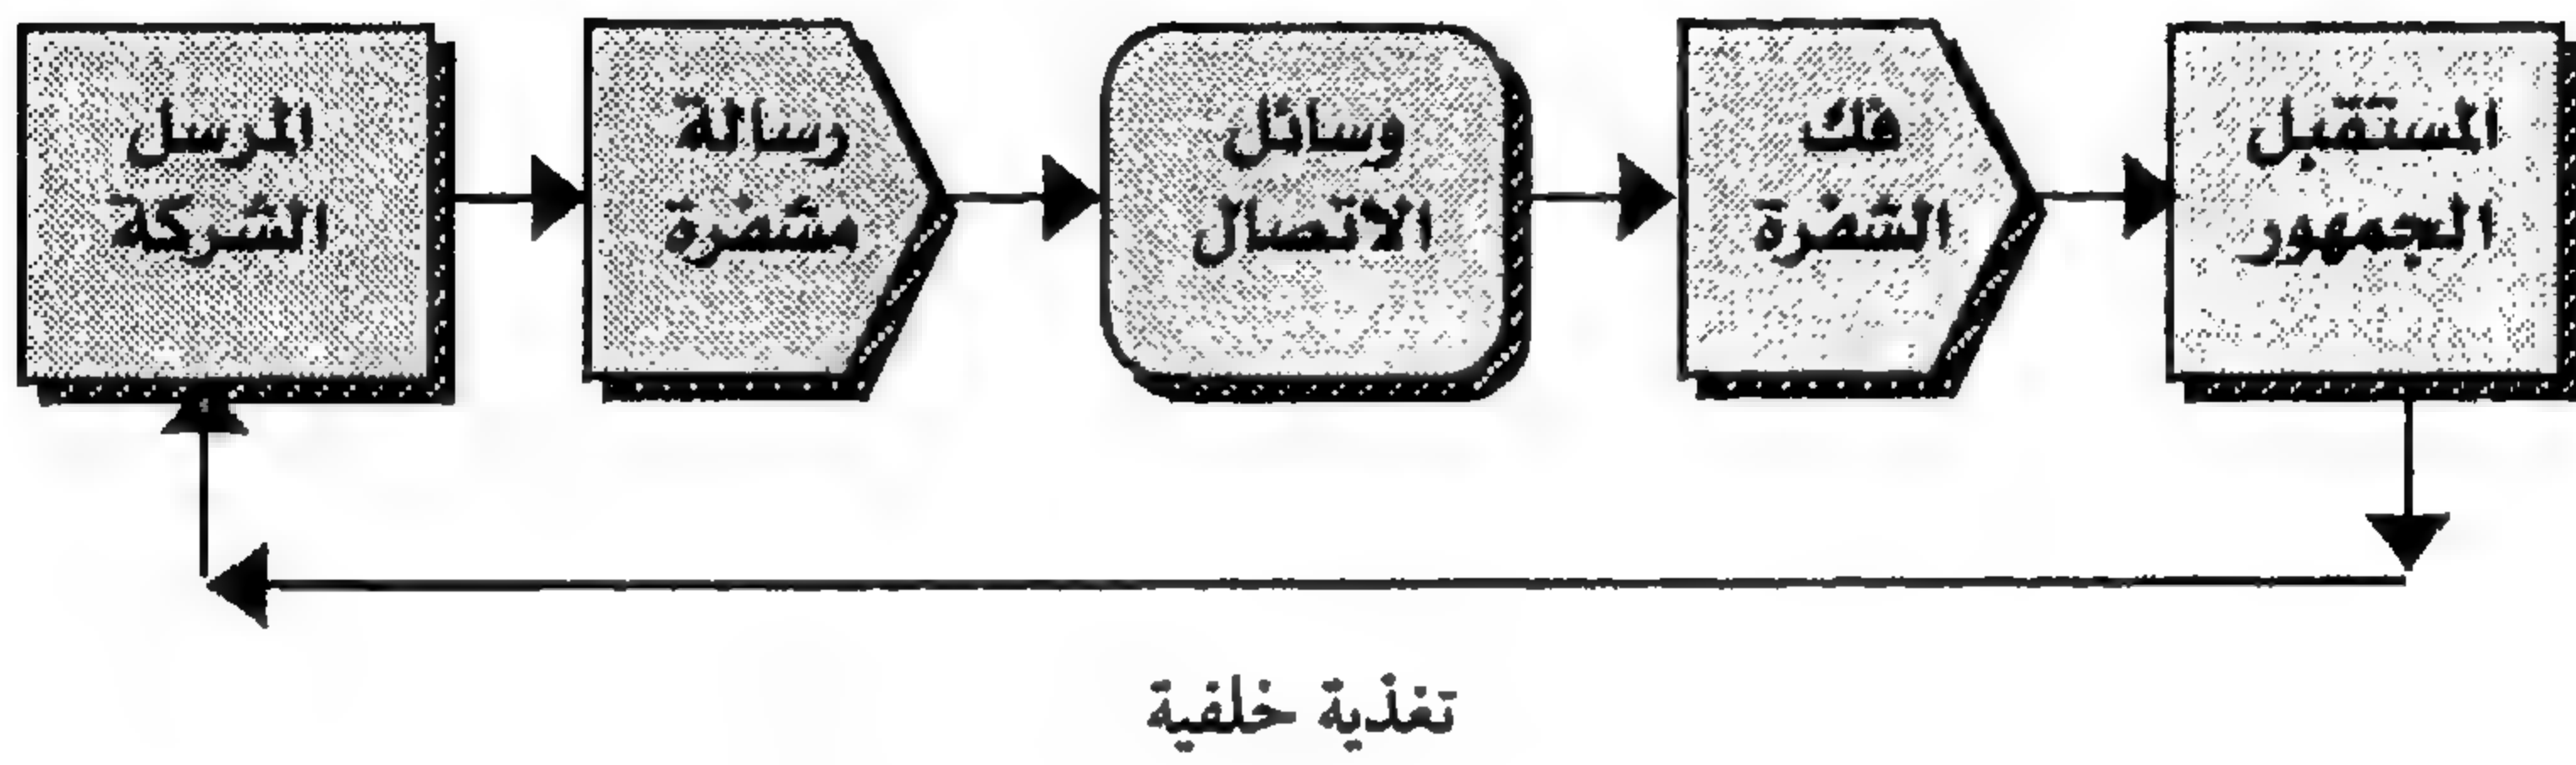 المرسل
الشركة
رسالة
مشفرة
وسائل
الاتصال
فك
الشفرة
المستقبل
الجمهور
تغذية خلفية